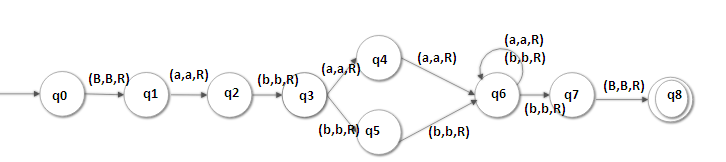 (a,a,R)
(b,b,R)
(a,a,R) q4 (a,a,R)
q0 (B,B,R) q1 (a,a,R) q2 (b,b,R) q3 q6 (b,b,R) q7 (B,B,R) q8
(b,b,R) q5 (b,b,R)